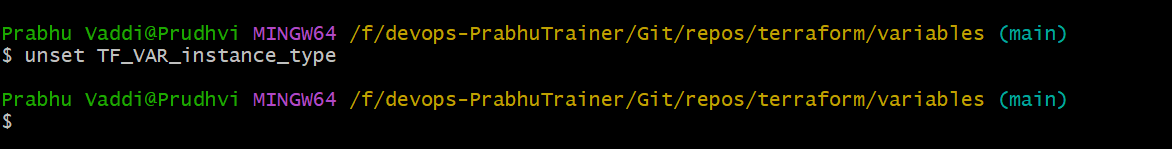 Prabhu Vaddi@Prudhvi MINGW64 /f/devops-PrabhuTrainer/Git/repos/terraform/variables (main)
$ unset TF_VAR_instance_type
Prabhu Vaddi@Prudhvi MINGW64 /f/devops-PrabhuTrainer/Git/repos/terraform/variables (main)
$